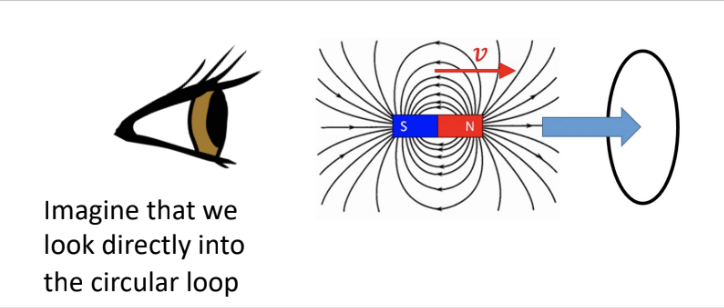 v
S
N
Imagine that we
look directly into
the circular loop